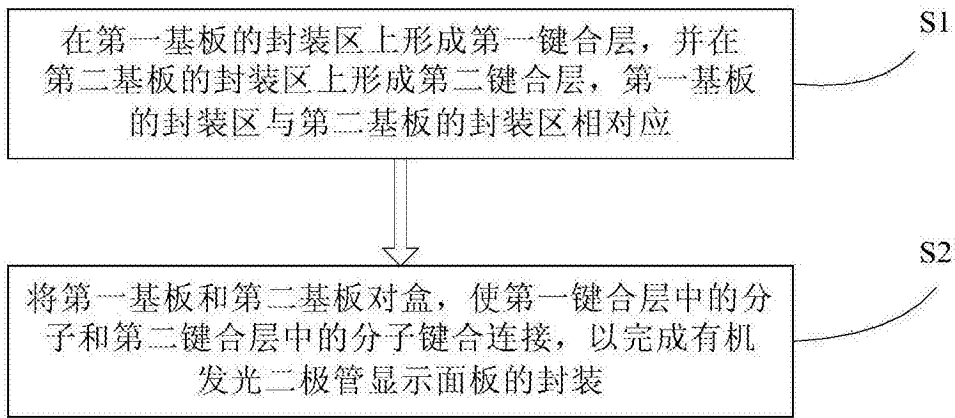 在第一基板的封装区上形成第一键合层，并在
第二基板的封装区上形成第二键合层，第一基板
的封装区与第二基板的封装区相对应
S1
将第一基板和第二基板对盒，使第一键合层中的分
子和第二键合层中的分子键合连接，以完成有机
发光二极管显示面板的封装
S2